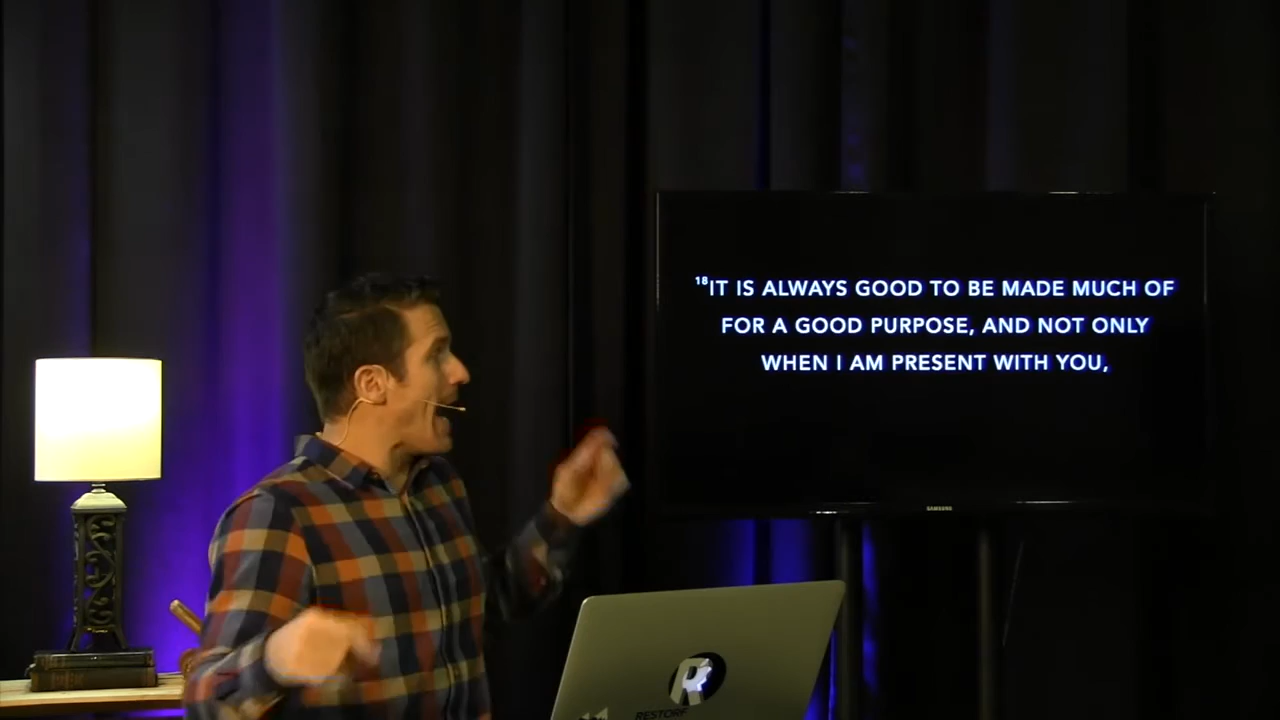 ¹⁸IT IS ALWAYS GOOD TO BE MADE MUCH OF
FOR A GOOD PURPOSE, AND NOT ONLY
WHEN I AM PRESENT WITH YOU,
SAMSUNG
R